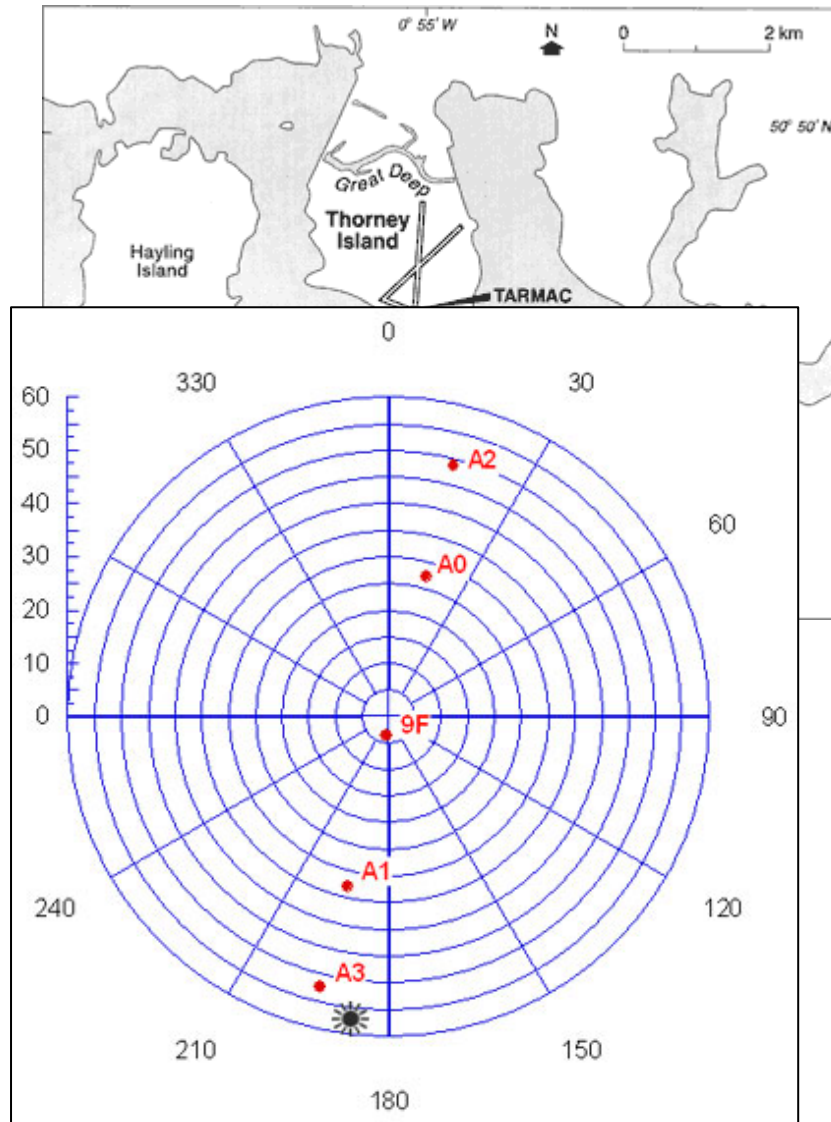 0° 55' W
N
0 2 km
50° 50' N
Great Deep
Thorney
Island
Hayling
Island
TARMAC
0
330 30
60
50 A2
40 60
30 A0
20
10
0 9F 90
A1
240 120
A3
210 150
180